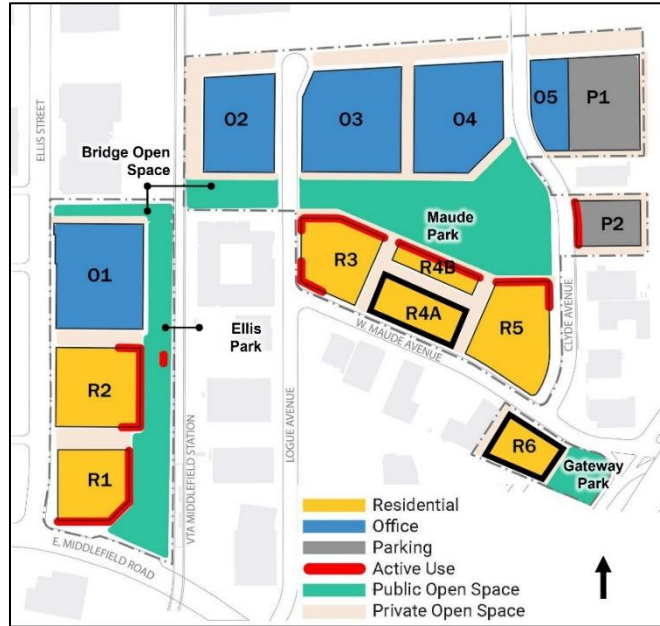 ELLIS STREET
O2
O3
O4
O5
P1
Bridge Open
Space
Maude
Park
P2
O1
R3
R4B
R4A
R5
Ellis
Park
W. MAUDE AVENUE
CLYDE AVENUE
R2
R1
VTA MIDDLEFIELD STATION
LOGUE AVENUE
R6
Gateway
Park
E. MIDDLEFIELD ROAD
Residential
Office
Parking
Active Use
Public Open Space
Private Open Space